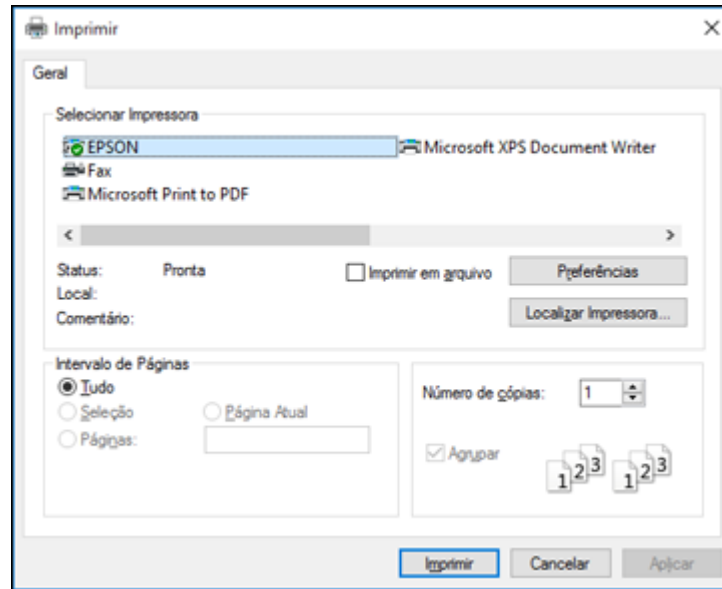 Imprimir
Geral
Selecionar Impressora
EPSON
Microsoft XPS Document Writer
Fax
Microsoft Print to PDF
Status: Pronta
Imprimir em arquivo
Preferências
Local:
Localizar Impressora...
Comentário:
Intervalo de Páginas
Tudo
Seleção
Página Atual
Páginas:
Número de cópias: 1
Agrupar
1 2 3 1 2 3
Imprimir
Cancelar
Aplicar